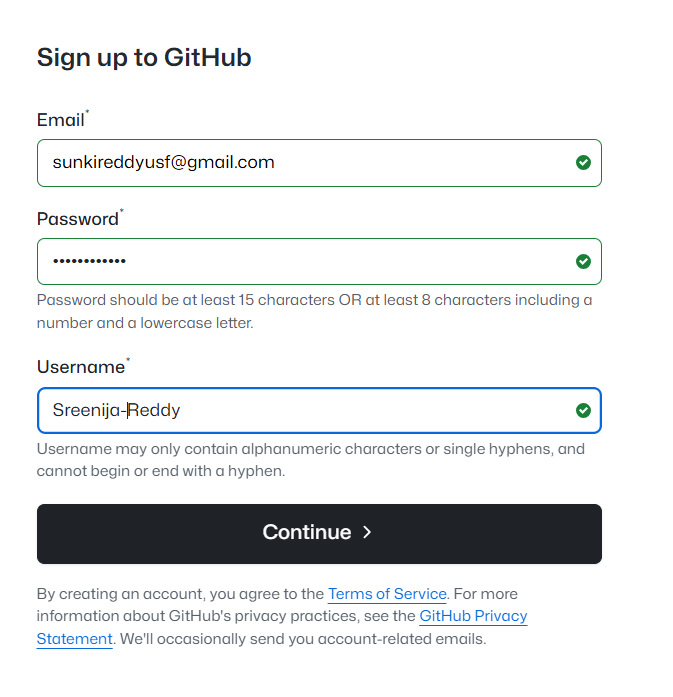 Sign up to GitHub
Email*
sunkireddyusf@gmail.com
Password*
••••••••••••
Password should be at least 15 characters OR at least 8 characters including a
number and a lowercase letter.
Username*
Sreenija-Reddy
Username may only contain alphanumeric characters or single hyphens, and
cannot begin or end with a hyphen.
Continue >
By creating an account, you agree to the Terms of Service. For more
information about GitHub's privacy practices, see the GitHub Privacy
Statement. We'll occasionally send you account-related emails.